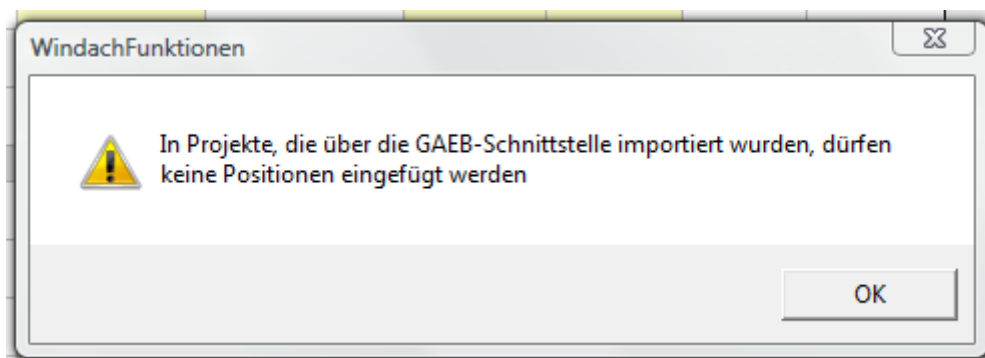 WindachFunktionen
In Projekte, die über die GAEB-Schnittstelle importiert wurden, dürfen
keine Positionen eingefügt werden
OK